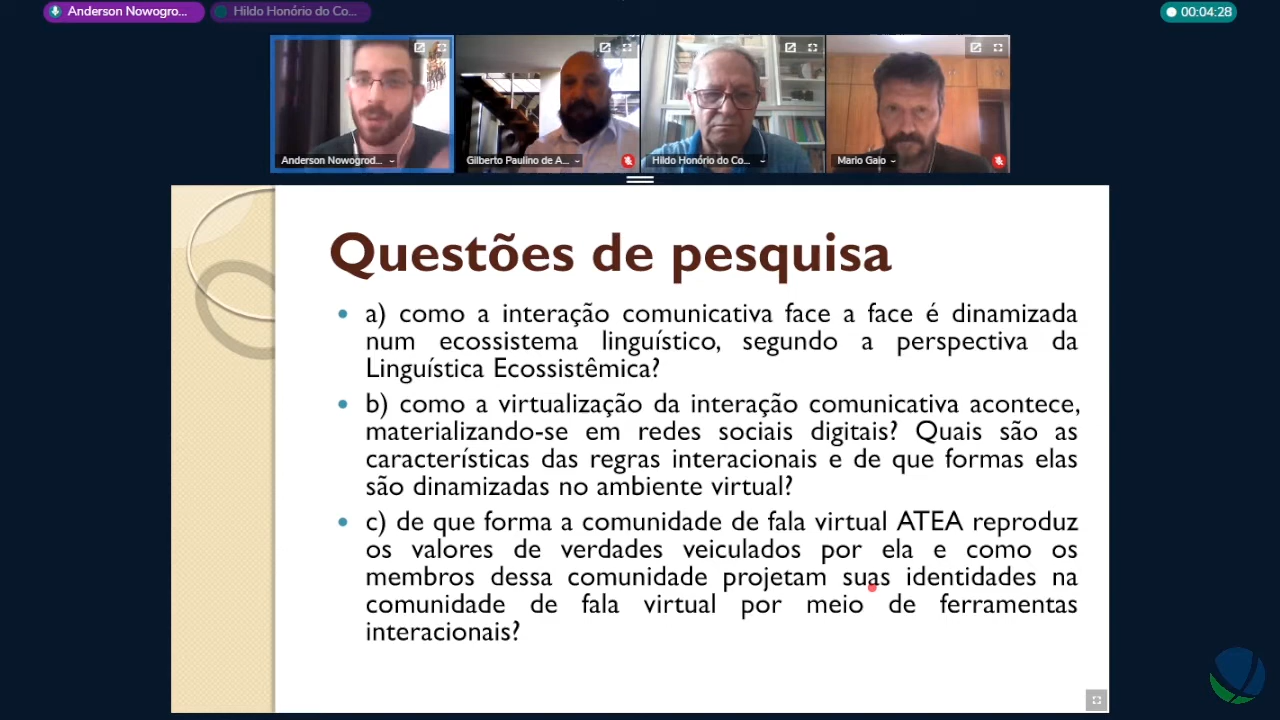 Anderson Nowogro...
Hildo Honório do Co...
00:04:28
Anderson Nowogrod...
Gilberto Paulino de A...
Hildo Honório do Co...
Mario Gaio
Questões de pesquisa
• a) como a interação comunicativa face a face é dinamizada
num ecossistema linguístico, segundo a perspectiva da
Linguística Ecossistêmica?
• b) como a virtualização da interação comunicativa acontece,
materializando-se em redes sociais digitais? Quais são as
características das regras interacionais e de que formas elas
são dinamizadas no ambiente virtual?
• c) de que forma a comunidade de fala virtual ATEA reproduz
os valores de verdades veiculados por ela e como os
membros dessa comunidade projetam suas identidades na
comunidade de fala virtual por meio de ferramentas
interacionais?